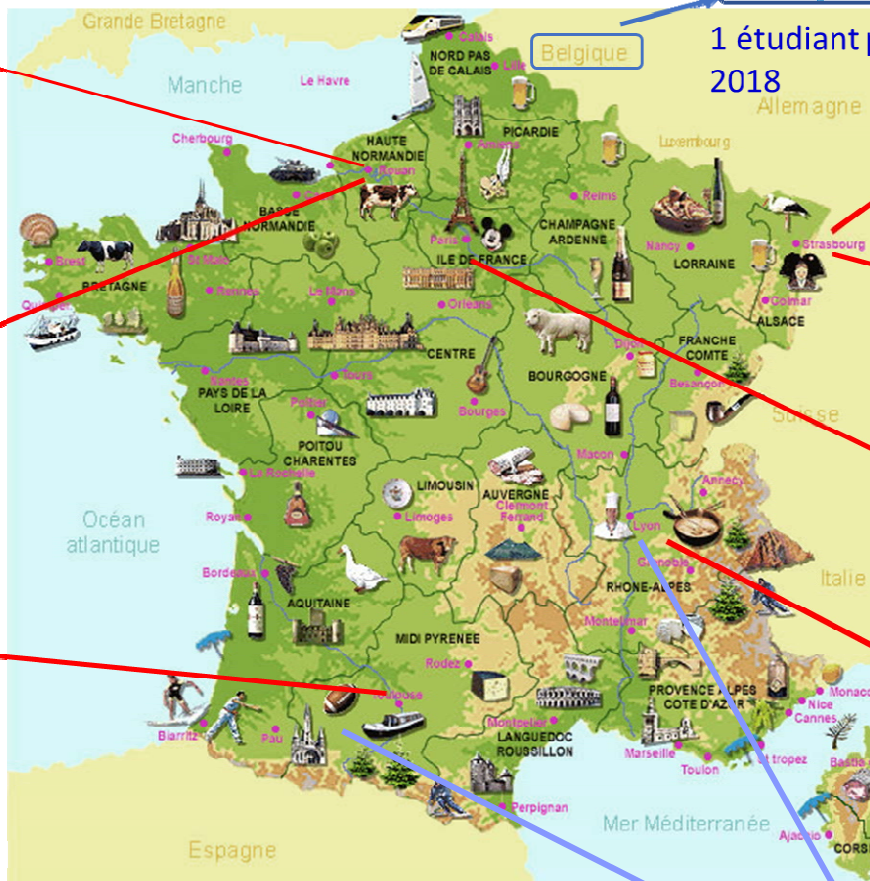 Grande Bretagne
Calais
1 étudiant p
2018
NORD PAS
DE CALAIS
Lille
Belgique
Manche
Le Havre
Allemagne
Cherbourg
HAUTE
NORMANDIE
Rouan
PICARDIE
Amiens
Luxembourg
Reims
BASSE
NORMANDIE
CHAMPAGNE
ARDENNE
Paris
ILE DE FRANCE
Nancy
LORRAINE
Strasbourg
Brest
St Malo
BRETAGNE
Rennes
Le Mans
Orleans
Colmar
ALSACE
Dijon
FRANCHE
COMTE
Besançon
CENTRE
BOURGOGNE
Nantes
PAYS DE LA
LOIRE
Tours
Poitier
Bourges
Suisse
POITOU
CHARENTES
Macon
La Rochelle
LIMOUSIN
AUVERGNE
Clermont
Ferrand
Annecy
Océan
atlantique
Royan
Limoges
Lyon
Grenoble
Bordeaux
RHONE-ALPES
Italie
AQUITAINE
Montelimar
MIDI PYRENEE
Rodez
Toulouse
PROVENCE ALPES
COTE D'AZUR
Monaco
Nice
Cannes
Biarritz
Pau
Montpelier
LANGUEDOC
ROUSSILLON
Marseille
Toulon
St tropez
Bastia
Perpignan
Mer Méditerranée
Ajaccio
CORS
Espagne